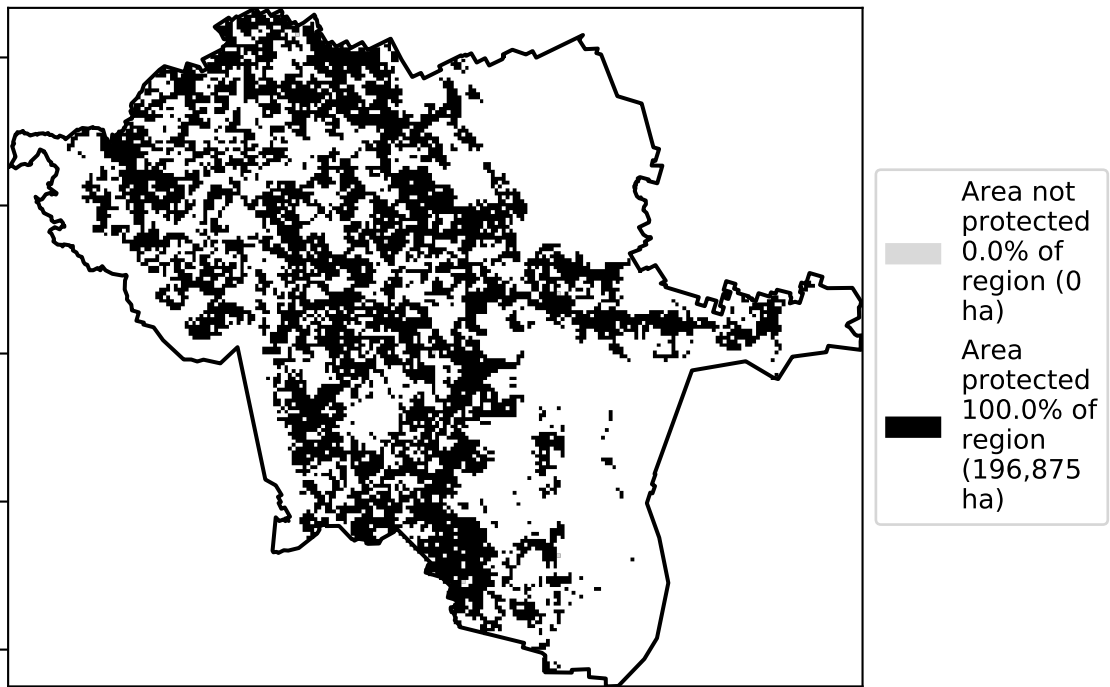 Area not
protected
0.0% of
region (0
ha)
Area
protected
100.0% of
region
(196,875
ha)